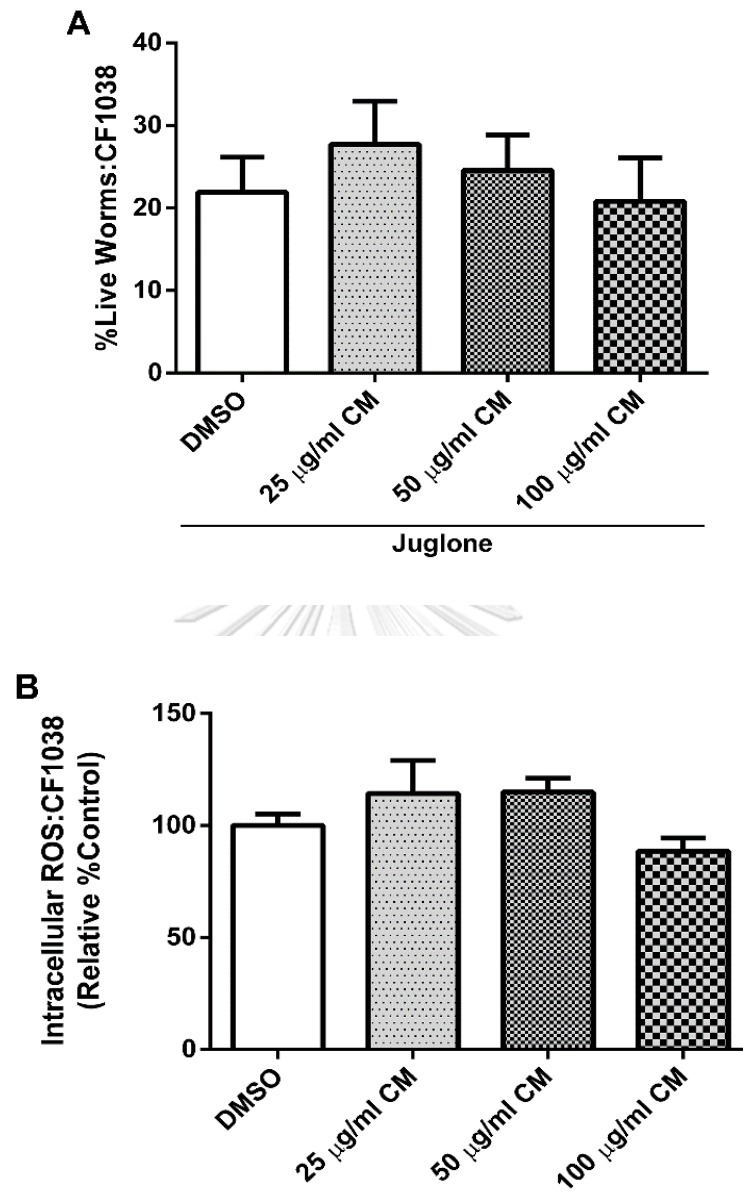 A
%Live Worms:CF1038
40
30
20
10
0
DMSO
25 μg/ml CM
50 μg/ml CM
100 μg/ml CM
Juglone
B
Intracellular ROS:CF1038
(Relative %Control)
150
100
50
0
DMSO
25 μg/ml CM
50 μg/ml CM
100 μg/ml CM